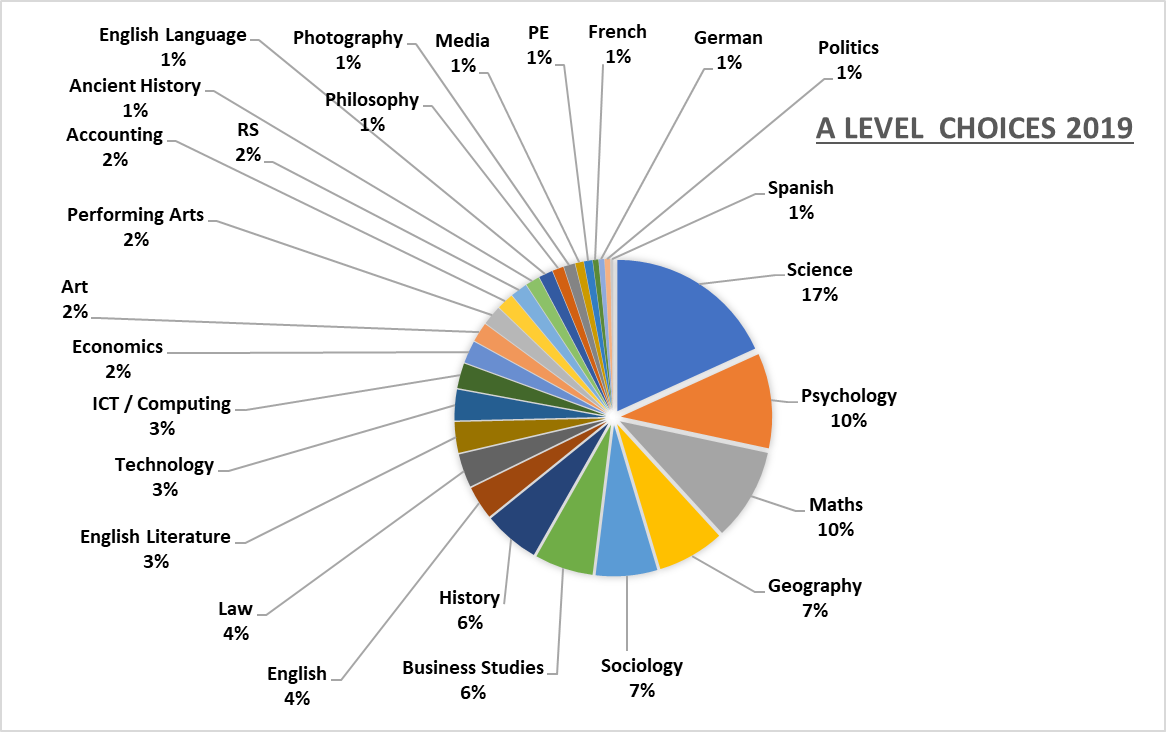 A LEVEL CHOICES 2019
Science
17%
Psychology
10%
Maths
10%
Geography
7%
Sociology
7%
Business Studies
6%
History
6%
English
4%
Law
4%
English Literature
3%
Technology
3%
ICT / Computing
3%
Economics
2%
Art
2%
Performing Arts
2%
Accounting
2%
RS
2%
Ancient History
1%
English Language
1%
Philosophy
1%
Photography
1%
Media
1%
PE
1%
French
1%
German
1%
Politics
1%
Spanish
1%